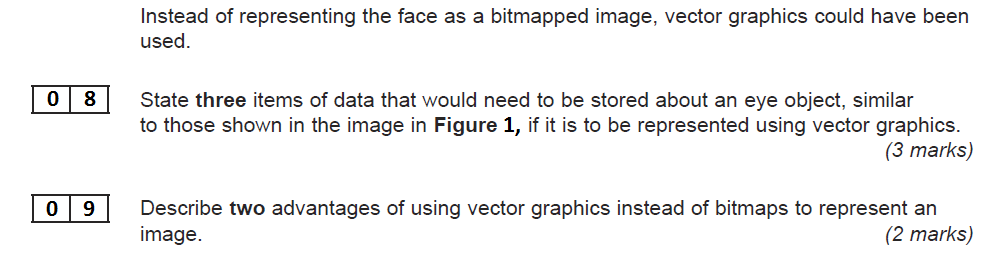 Instead of representing the face as a bitmapped image, vector graphics could have been
used.
0 8 State three items of data that would need to be stored about an eye object, similar
to those shown in the image in Figure 1, if it is to be represented using vector graphics.
(3 marks)
0 9 Describe two advantages of using vector graphics instead of bitmaps to represent an
image. (2 marks)